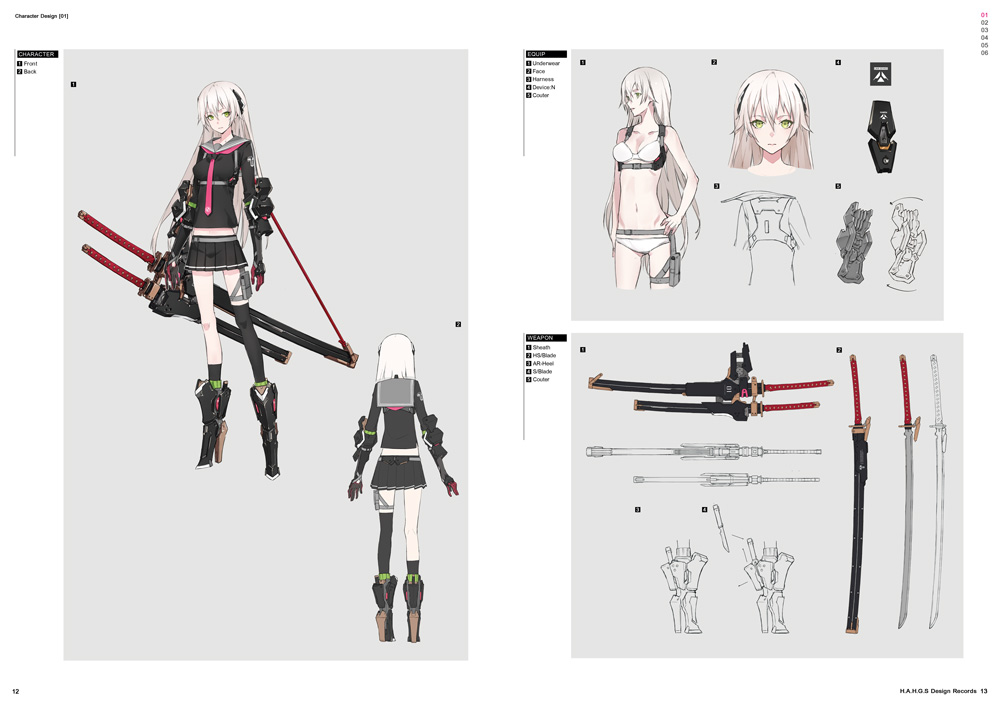 Character Design [01]
CHARACTER
1 Front
2 Back
1
2
EQUIP
1 Underwear
2 Face
3 Harness
4 Device:N
5 Couter
1
2
3
4
5
WEAPON
1 Sheath
2 HS/Blade
3 AR-Heel
4 S/Blade
5 Couter
1
2
3
4
01
02
03
04
05
06
12
H.A.H.G.S Design Records 13